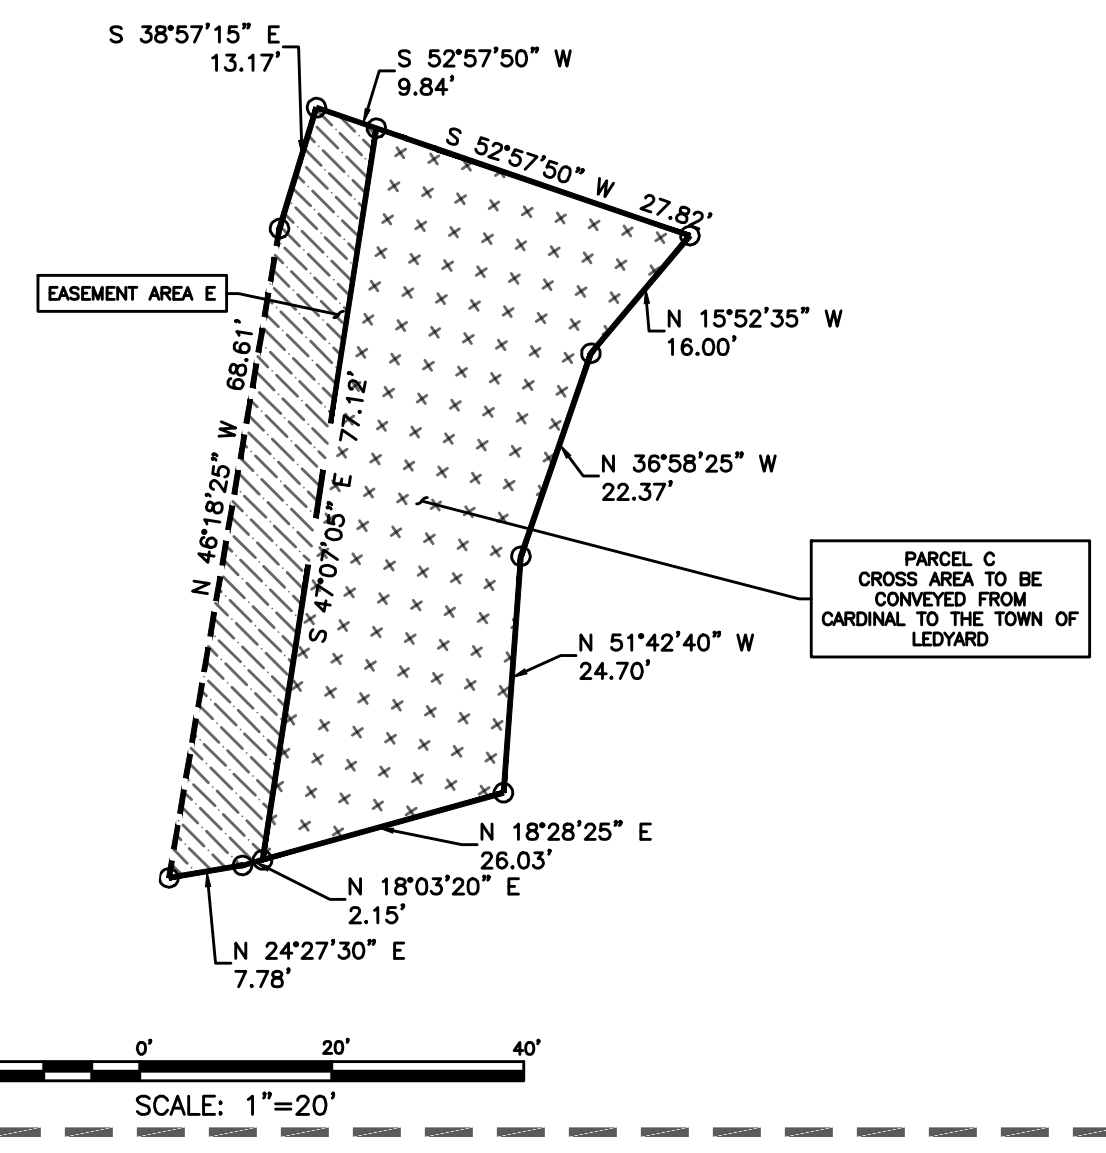 S 38°57'15" E
13.17'
S 52°57'50" W
9.84'
S 52°57'50" W 27.82'
EASEMENT AREA E
N 15°52'35" W
16.00'
N 46°18'25" W 68.61'
S 47°07'05" E 77.12'
N 36°58'25" W
22.37'
PARCEL C
CROSS AREA TO BE
CONVEYED FROM
CARDINAL TO THE TOWN OF
LEDYARD
N 51°42'40" W
24.70'
N 18°28'25" E
26.03'
N 18°03'20" E
2.15'
N 24°27'30" E
7.78'
0' 20' 40'
SCALE: 1"=20'